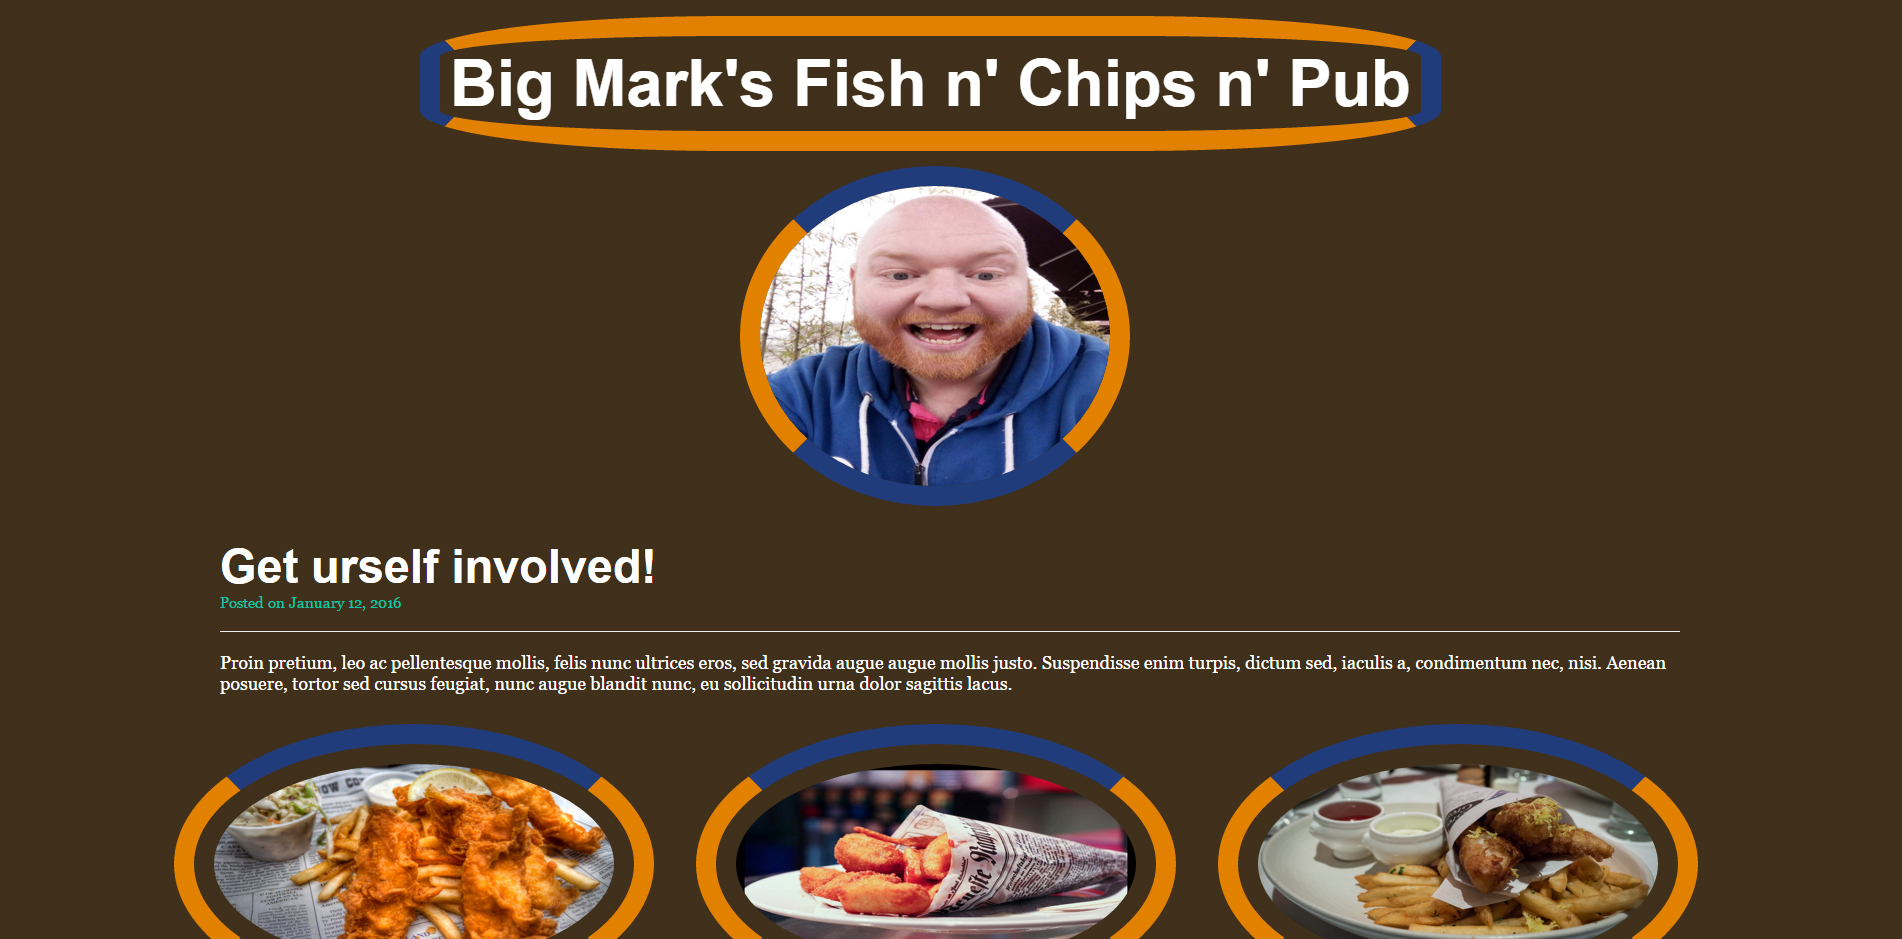 Big Mark's Fish n' Chips n' Pub
Get urself involved!
Posted on January 12, 2016
Proin pretium, leo ac pellentesque mollis, felis nunc ultrices eros, sed gravida augue augue mollis justo. Suspendisse enim turpis, dictum sed, iaculis a, condimentum nec, nisi. Aenean
posuere, tortor sed cursus feugiat, nunc augue blandit nunc, eu sollicitudin urna dolor sagittis lacus.